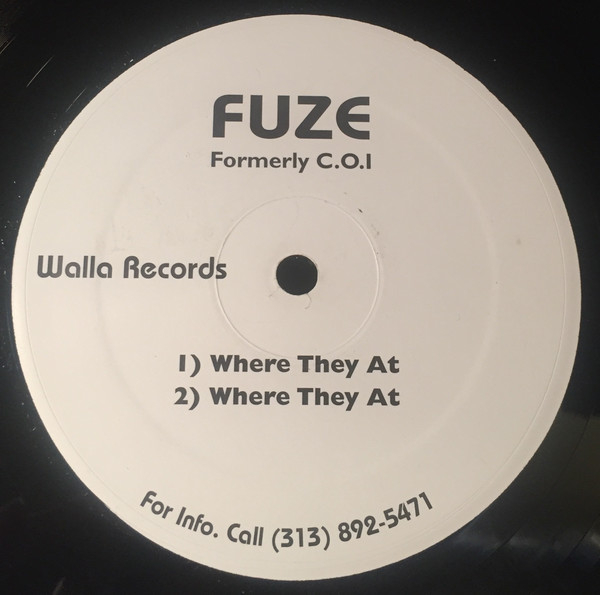 FUZE
Formerly C.O.I
Walla Records
1) Where They At
2) Where They At
For Info. Call (313) 892-5471